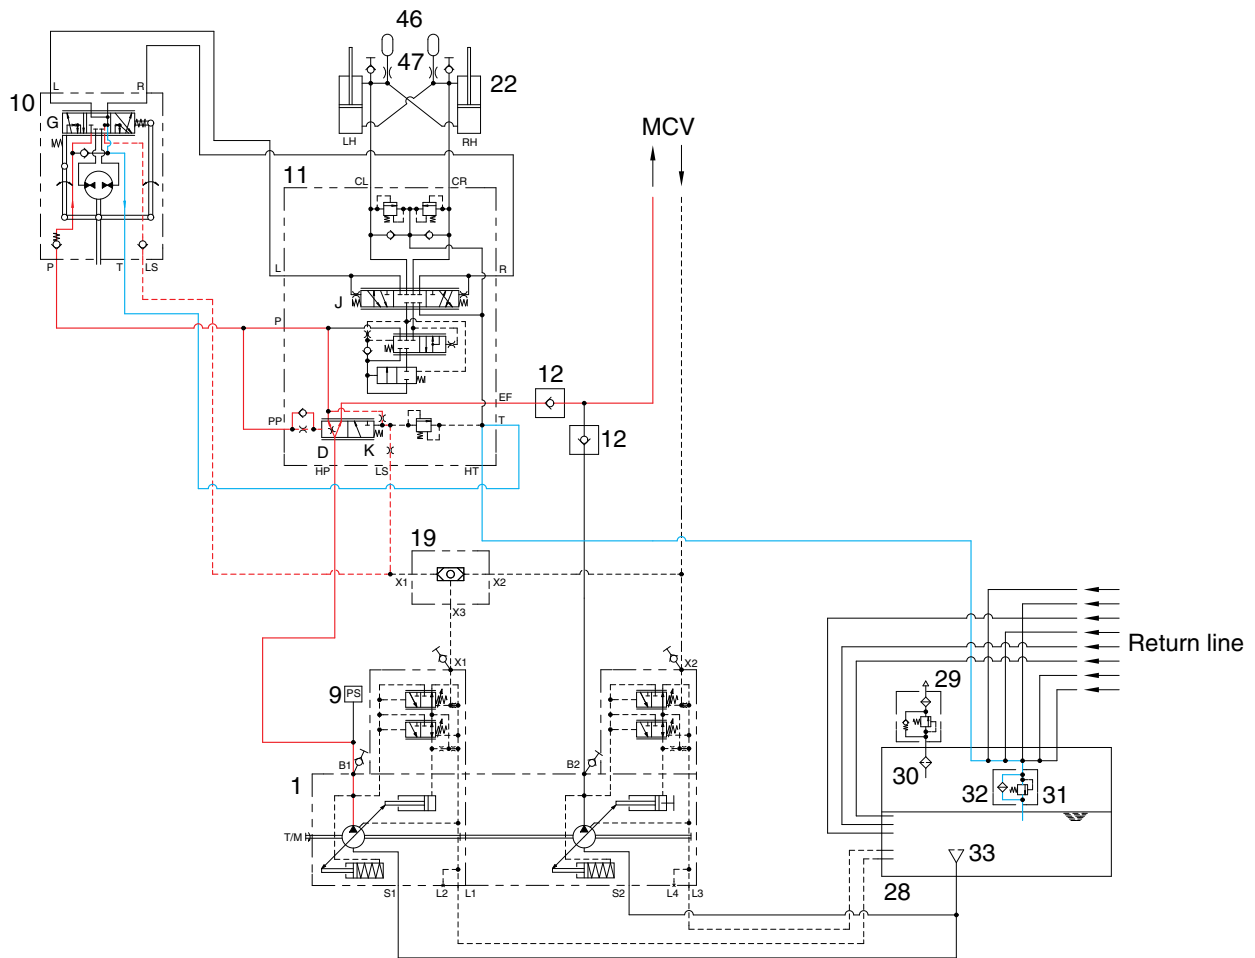 46
47
22
LH
RH
MCV
L
R
10
G
P
T
LS
11
CL
CR
L
R
J
P
12
EF
PP
T
12
D
K
HP
LS
HT
19
X1
X2
X3
Return line
X1
X2
9
PS
29
B1
B2
30
1
32
31
T/M
33
S1
L2
L1
S2
L4
L3
28